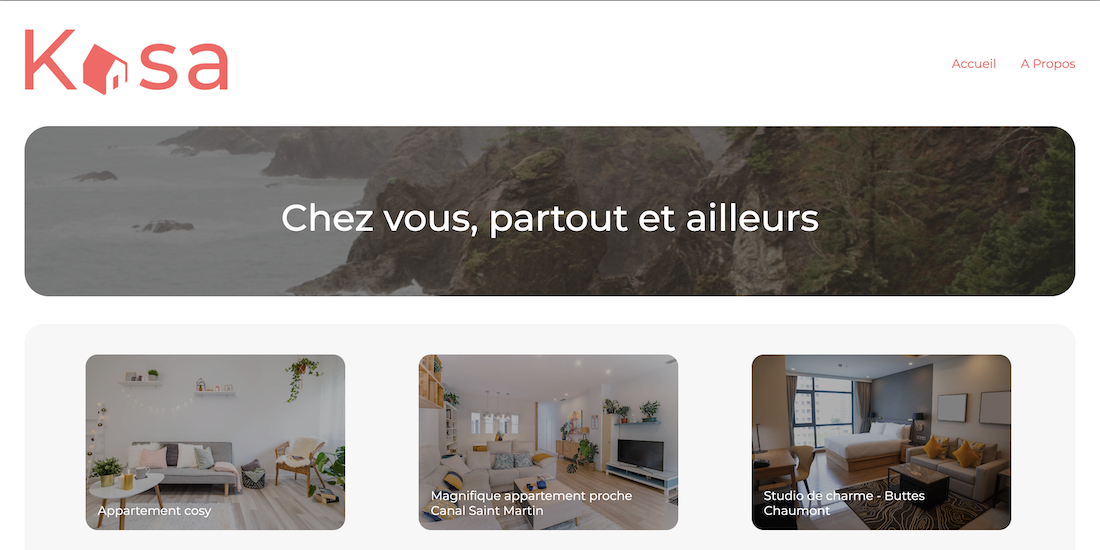 Kasa
Accueil A Propos
Chez vous, partout et ailleurs
Appartement cosy
Magnifique appartement proche
Canal Saint Martin
Studio de charme - Buttes
Chaumont